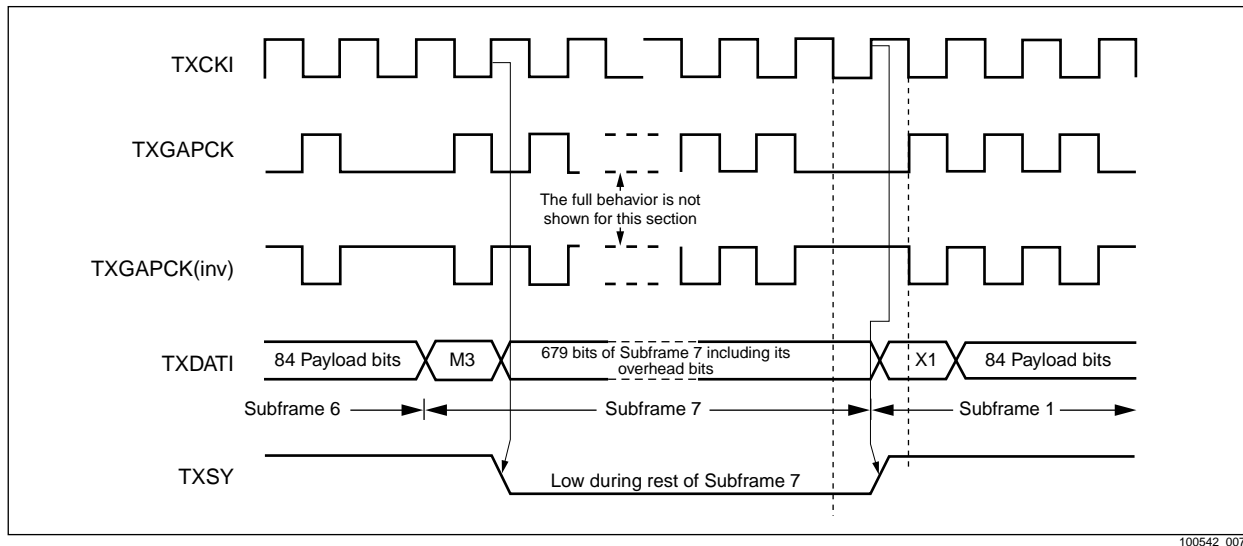 TXCKI
TXGAPCK
The full behavior is not
shown for this section
TXGAPCK(inv)
TXDATI
84 Payload bits
M3
679 bits of Subframe 7 including its
overhead bits
X1
84 Payload bits
Subframe 6
Subframe 7
Subframe 1
TXSY
Low during rest of Subframe 7
100542_007